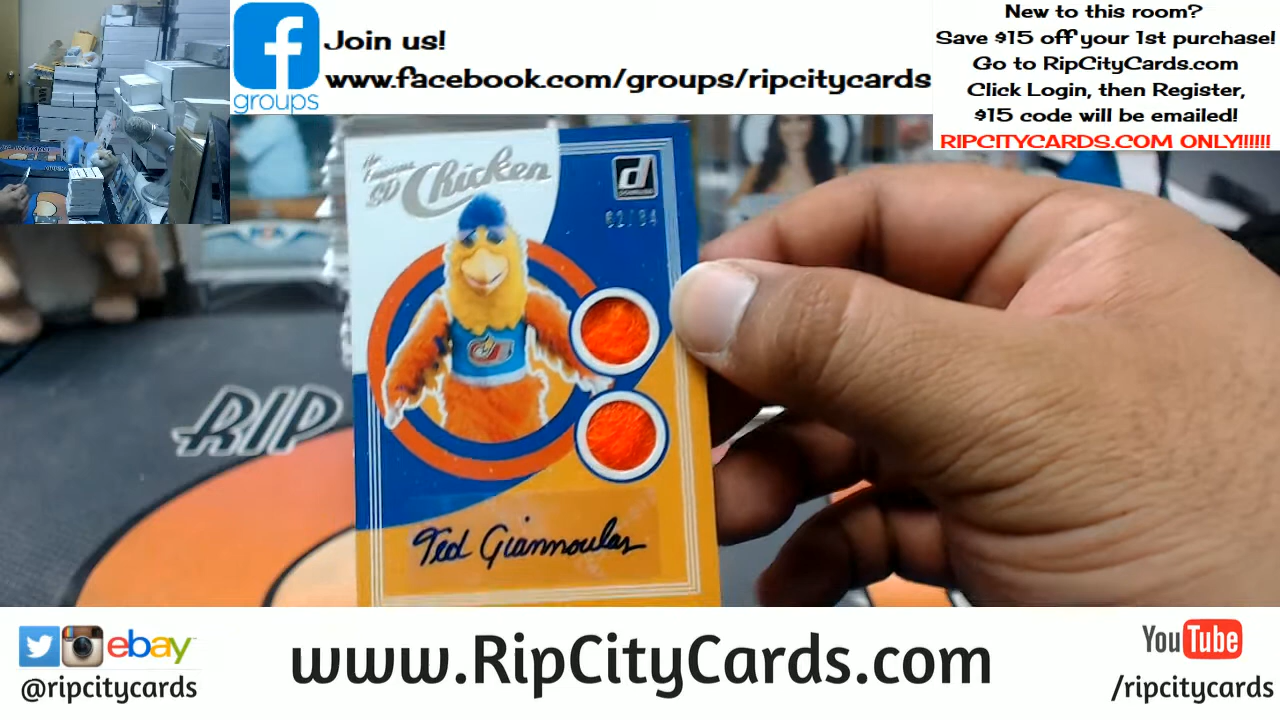 f
groups
Join us!
www.facebook.com/groups/ripcitycards
New to this room?
Save $15 off your 1st purchase!
Go to RipCityCards.com
Click Login, then Register,
$15 code will be emailed!
RIPCITYCARDS.COM ONLY!!!!!!
The Famous
SD Chicken
d
62/84
RIP
Ted Giannoulas
ebay
@ripcitycards
www.RipCityCards.com
YouTube
/ripcitycards